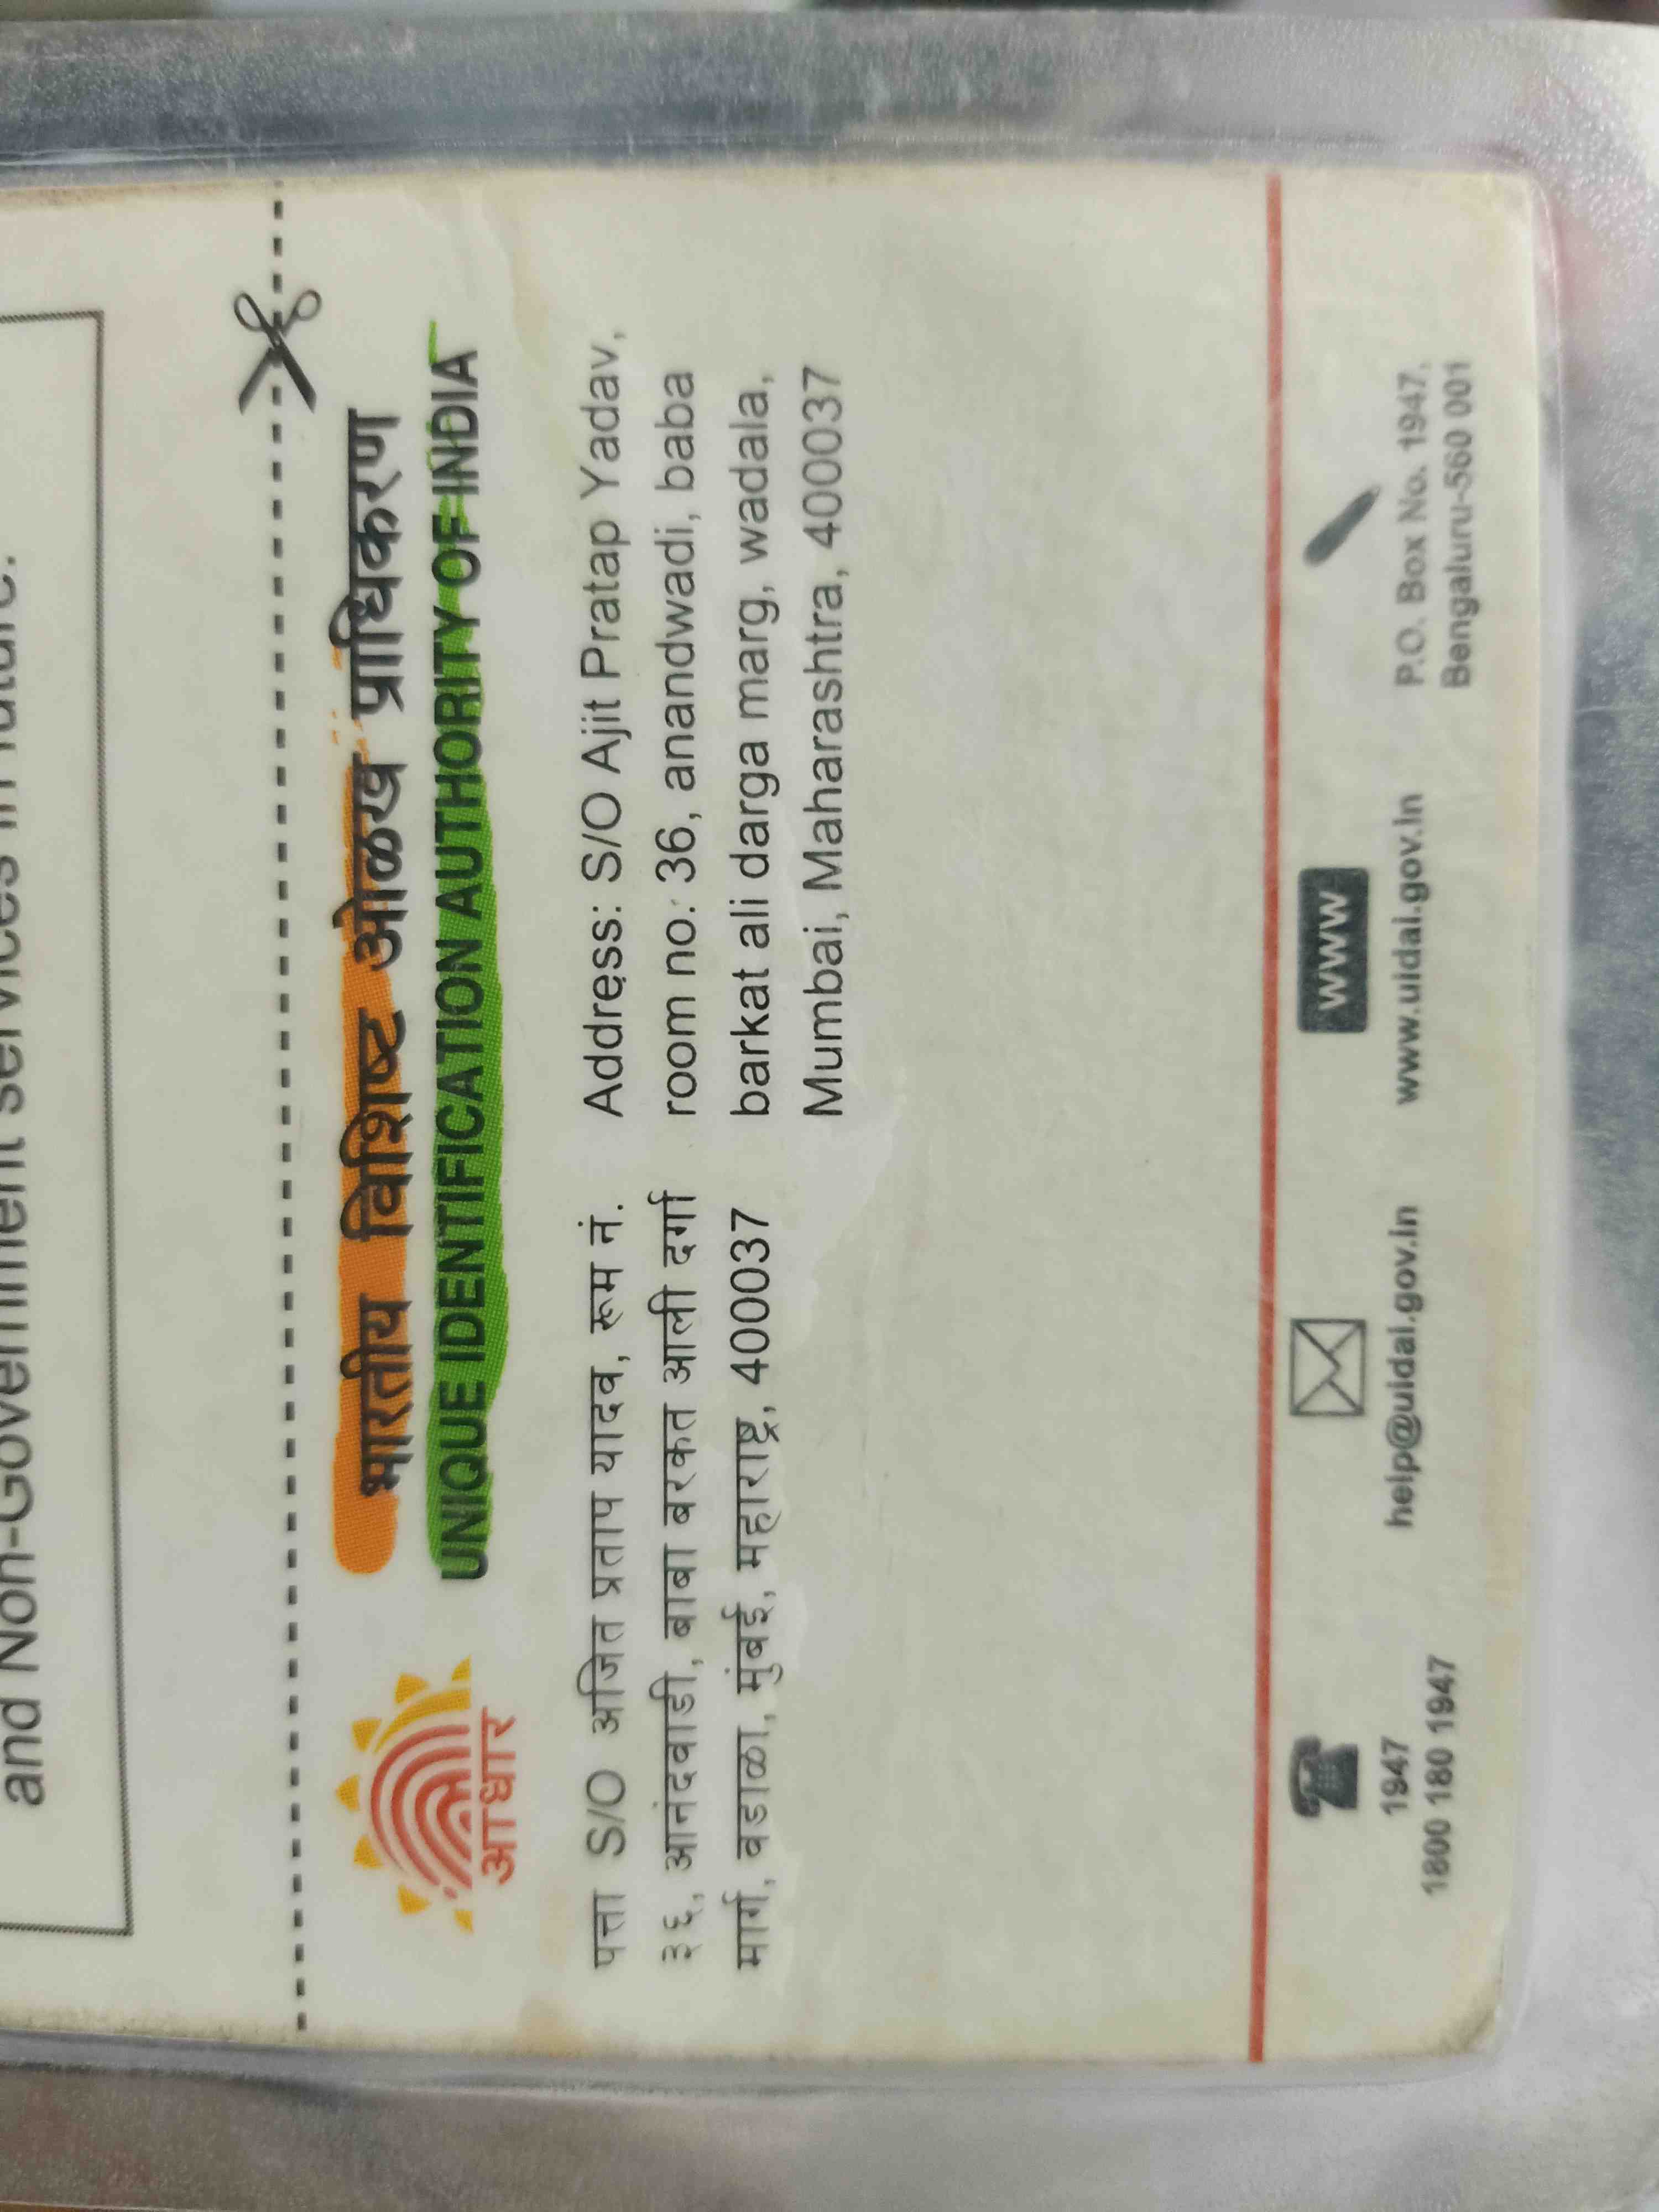 and Non-Government services in future.
भारतीय विशिष्ट ओळख प्राधिकरण
UNIQUE IDENTIFICATION AUTHORITY OF INDIA
आधार
पत्ता S/O अजित प्रताप यादव, रूम नं.
३६, आनंदवाडी, बाबा बरकत आली दर्गा
मार्ग, वडाळा, मुंबई, महाराष्ट्र, 400037
Address: S/O Ajit Pratap Yadav,
room no. 36, anandwadi, baba
barkat ali darga marg, wadala,
Mumbai, Maharashtra, 400037
1947
1800 180 1947
help@uidai.gov.in
www
www.uidai.gov.in
P.O. Box No. 1947,
Bengaluru-560 001